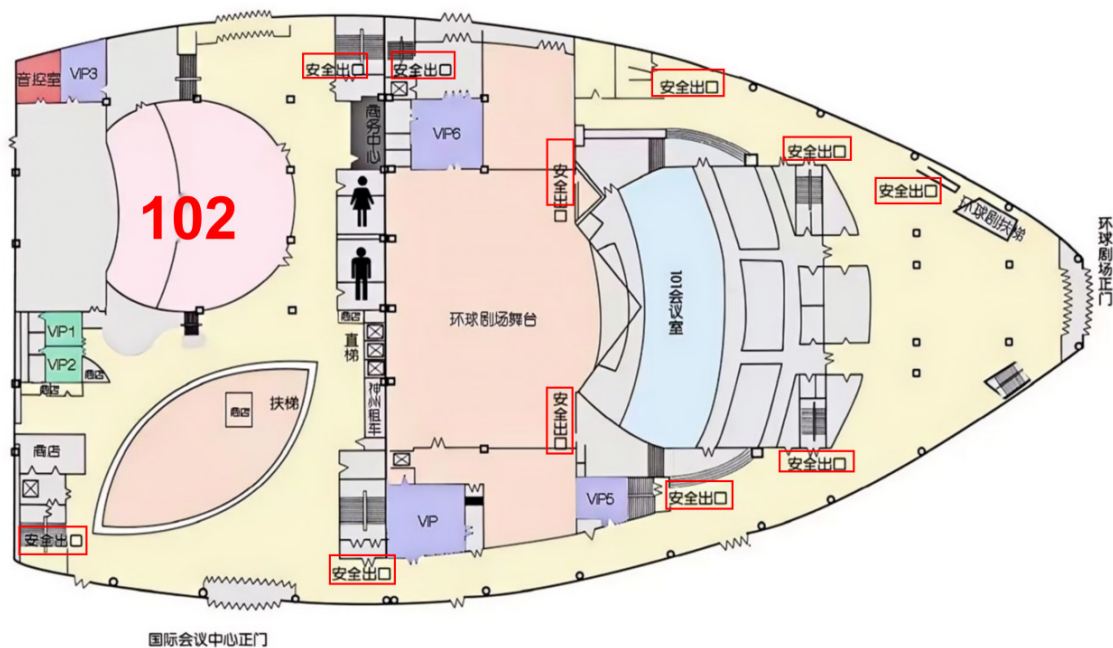 安全出口
安全出口
安全出口
音控室
VIP3
商务中心
VIP6
安全出口
安全出口
安全出口
102
环球剧扶梯
环球剧场正门
101会议室
环球剧场舞台
商店
直梯
VIP1
VIP2
商店
商店
扶梯
商店
神州租车
安全出口
商店
安全出口
VIP
VIP5
安全出口
安全出口
安全出口
国际会议中心正门